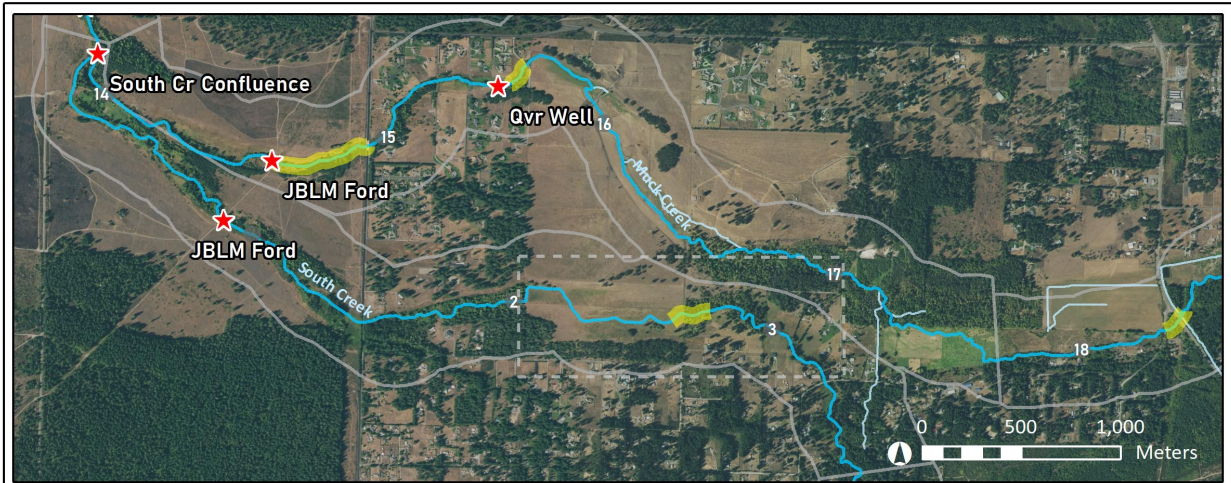 South Cr Confluence
14
15
Qvr Well
16
JBLM Ford
Muck Creek
JBLM Ford
South Creek
17
2
3
18
0 500 1,000
Meters